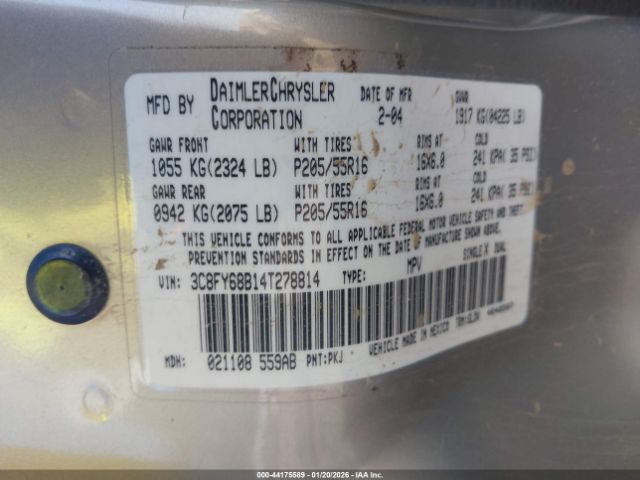 MFD BY DAIMLERCHRYSLER CORPORATION DATE OF MFR 2-04 GVWR 1917 KG(04225 LB)
GAWR FRONT WITH TIRES RIMS AT COLD
1055 KG(2324 LB) P205/55R16 16X6.0 241 KPA( 35 PSI)
GAWR REAR WITH TIRES RIMS AT COLD
0942 KG(2075 LB) P205/55R16 16X6.0 241 KPA( 35 PSI)
THIS VEHICLE CONFORMS TO ALL APPLICABLE FEDERAL MOTOR VEHICLE SAFETY AND THEFT
PREVENTION STANDARDS IN EFFECT ON THE DATE OF MANUFACTURE SHOWN ABOVE.
VIN: 3C8FY68B14T278814 TYPE: MPV SINGLE X DUAL
MDH: 021108 559AB PNT:PKJ VEHICLE MADE IN MEXICO
000-44175589 | 01/20/2026 - IAA Inc.